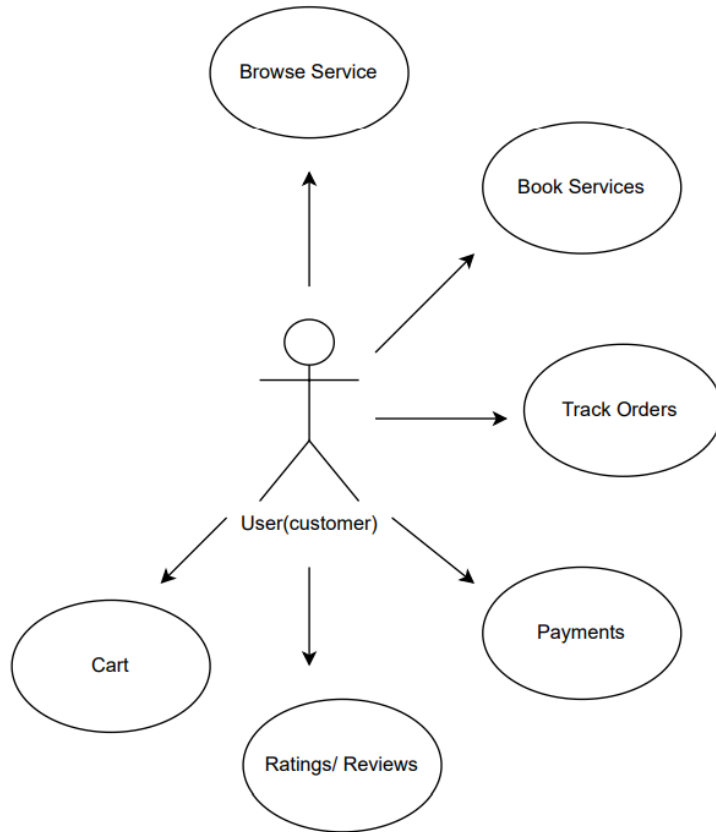 Browse Service
Book Services
Track Orders
User(customer)
Payments
Cart
Ratings/ Reviews